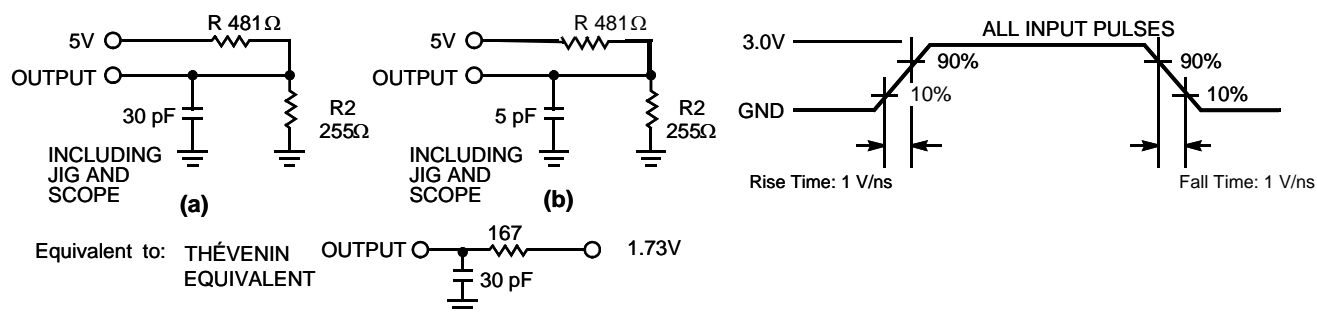 R 481Ω
5V
OUTPUT
30 pF
R2
255Ω
INCLUDING
JIG AND
SCOPE
(a)
R 481Ω
5V
OUTPUT
5 pF
R2
255Ω
INCLUDING
JIG AND
SCOPE
(b)
ALL INPUT PULSES
3.0V
90%
10%
GND
90%
10%
Rise Time: 1 V/ns
Fall Time: 1 V/ns
Equivalent to:
THÉVENIN
EQUIVALENT
OUTPUT
167
30 pF
1.73V